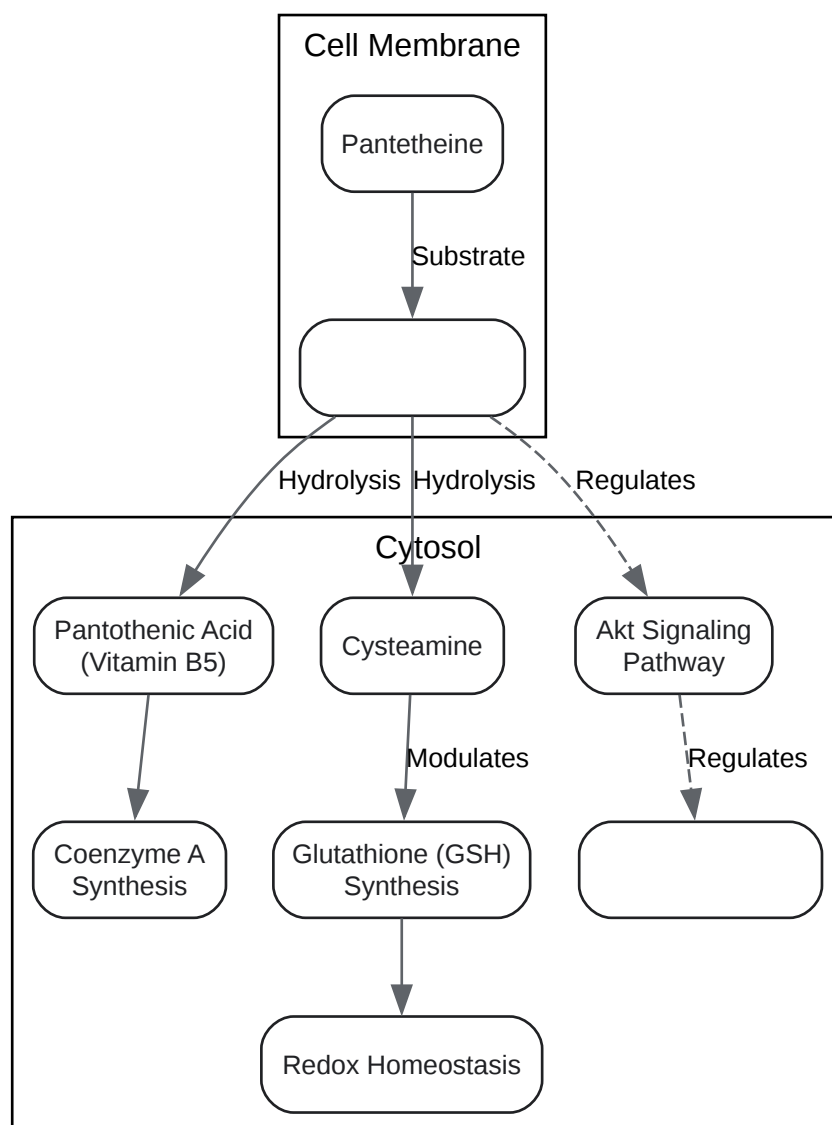 Cell Membrane
Pantetheine
Substrate
Hydrolysis
Hydrolysis
Regulates
Cytosol
Pantothenic Acid
(Vitamin B5)
Cysteamine
Akt Signaling
Pathway
Modulates
Regulates
Coenzyme A
Synthesis
Glutathione (GSH)
Synthesis
Redox Homeostasis